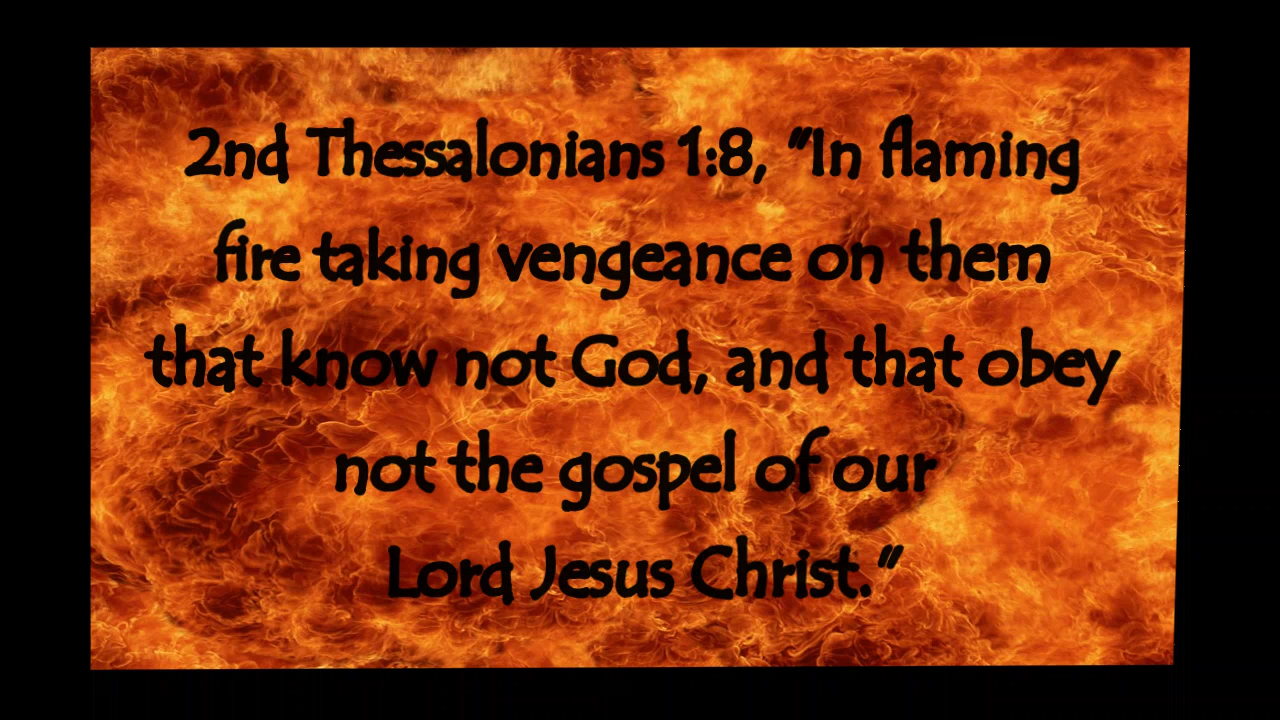 2nd Thessalonians 1:8, "In flaming
fire taking vengeance on them
that know not God, and that obey
not the gospel of our
Lord Jesus Christ."